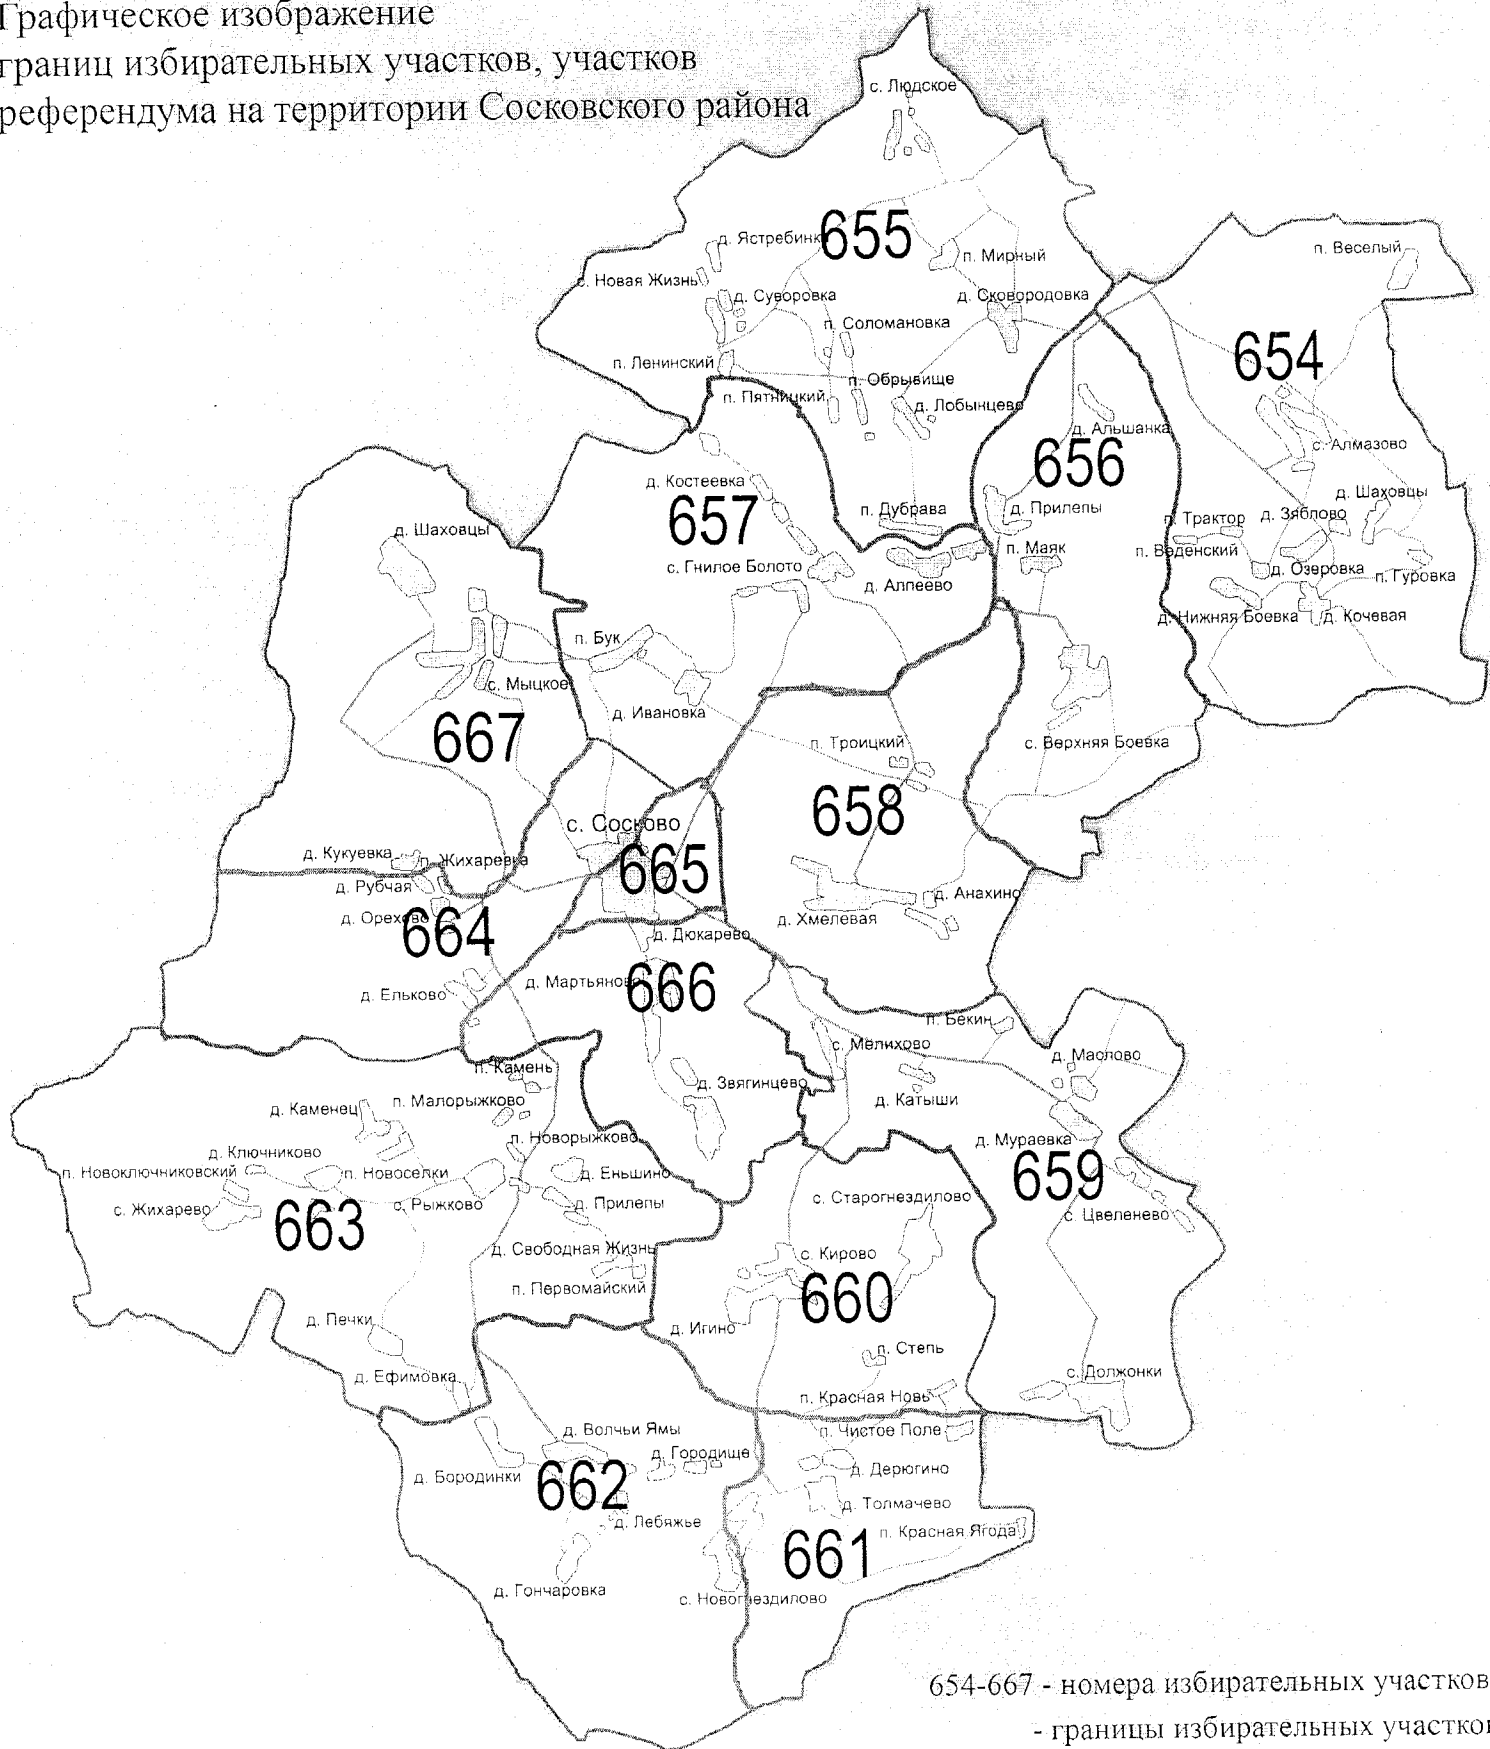 Графическое изображение
границ избирательных участков, участков
референдума на территории Сосковского района
с. Людское
655
д. Ястребинк
п. Мирный
п. Веселый
с. Новая Жизнь
д. Суворовка
д. Сковородовка
п. Соломановка
654
п. Ленинский
п. Обрывище
п. Пятницкий
д. Лобынцево
д. Альшанка
с. Алмазово
656
д. Костеевка
657
д. Шаховцы
п. Дубрава
д. Прилепы
п. Трактор
д. Зяблово
д. Шаховцы
п. Маяк
п. Веденский
с. Гнилое Болото
д. Алпеево
д. Озеровка
п. Гуровка
д. Нижняя Боевка
д. Кочевая
п. Бук
с. Мыцкое
д. Ивановка
667
п. Троицкий
с. Верхняя Боевка
658
с. Сосково
д. Кукуевка
п. Жихаревка
665
д. Рубчая
д. Анахино
д. Орехово
д. Хмелевая
664
д. Дюкарево
д. Мартьяново
666
д. Ельково
п. Бекин
с. Мелихово
д. Маслово
п. Камень
д. Звягинцево
д. Катыши
п. Малорыжково
д. Каменец
п. Новорыжково
д. Мураевка
д. Ключниково
п. Новоключниковский
п. Новоселки
д. Еньшино
659
с. Старогнездилово
с. Жихарево
с. Рыжково
д. Прилепы
с. Цвеленево
663
д. Свободная Жизнь
с. Кирово
п. Первомайский
660
д. Печки
д. Игино
п. Степь
д. Ефимовка
с. Должонки
п. Красная Новь
д. Волчьи Ямы
п. Чистое Поле
д. Городище
д. Бородинки
д. Дерюгино
662
д. Толмачево
д. Лебяжье
п. Красная Ягода
661
д. Гончаровка
с. Новогнездилово
654-667 - номера избирательных участков
- границы избирательных участков